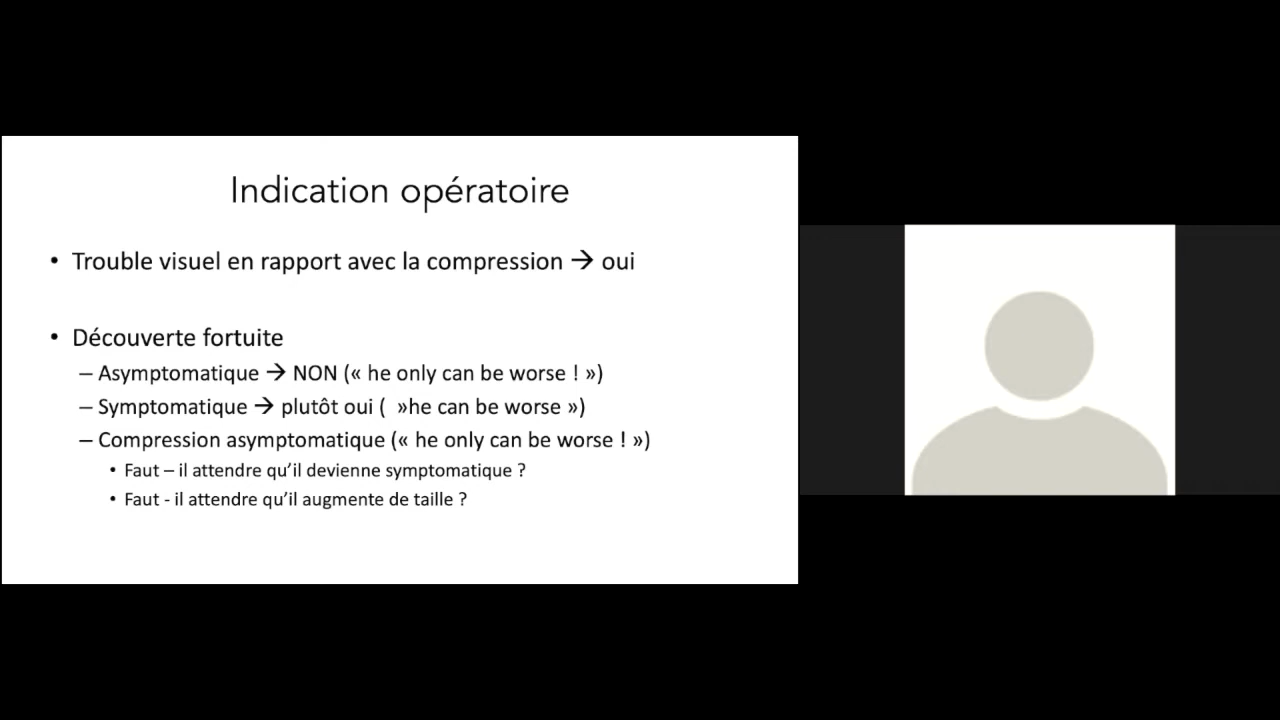 Indication opératoire
• Trouble visuel en rapport avec la compression → oui
• Découverte fortuite
– Asymptomatique → NON (« he only can be worse ! »)
– Symptomatique → plutôt oui (  »he can be worse »)
– Compression asymptomatique (« he only can be worse ! »)
• Faut – il attendre qu’il devienne symptomatique ?
• Faut - il attendre qu’il augmente de taille ?